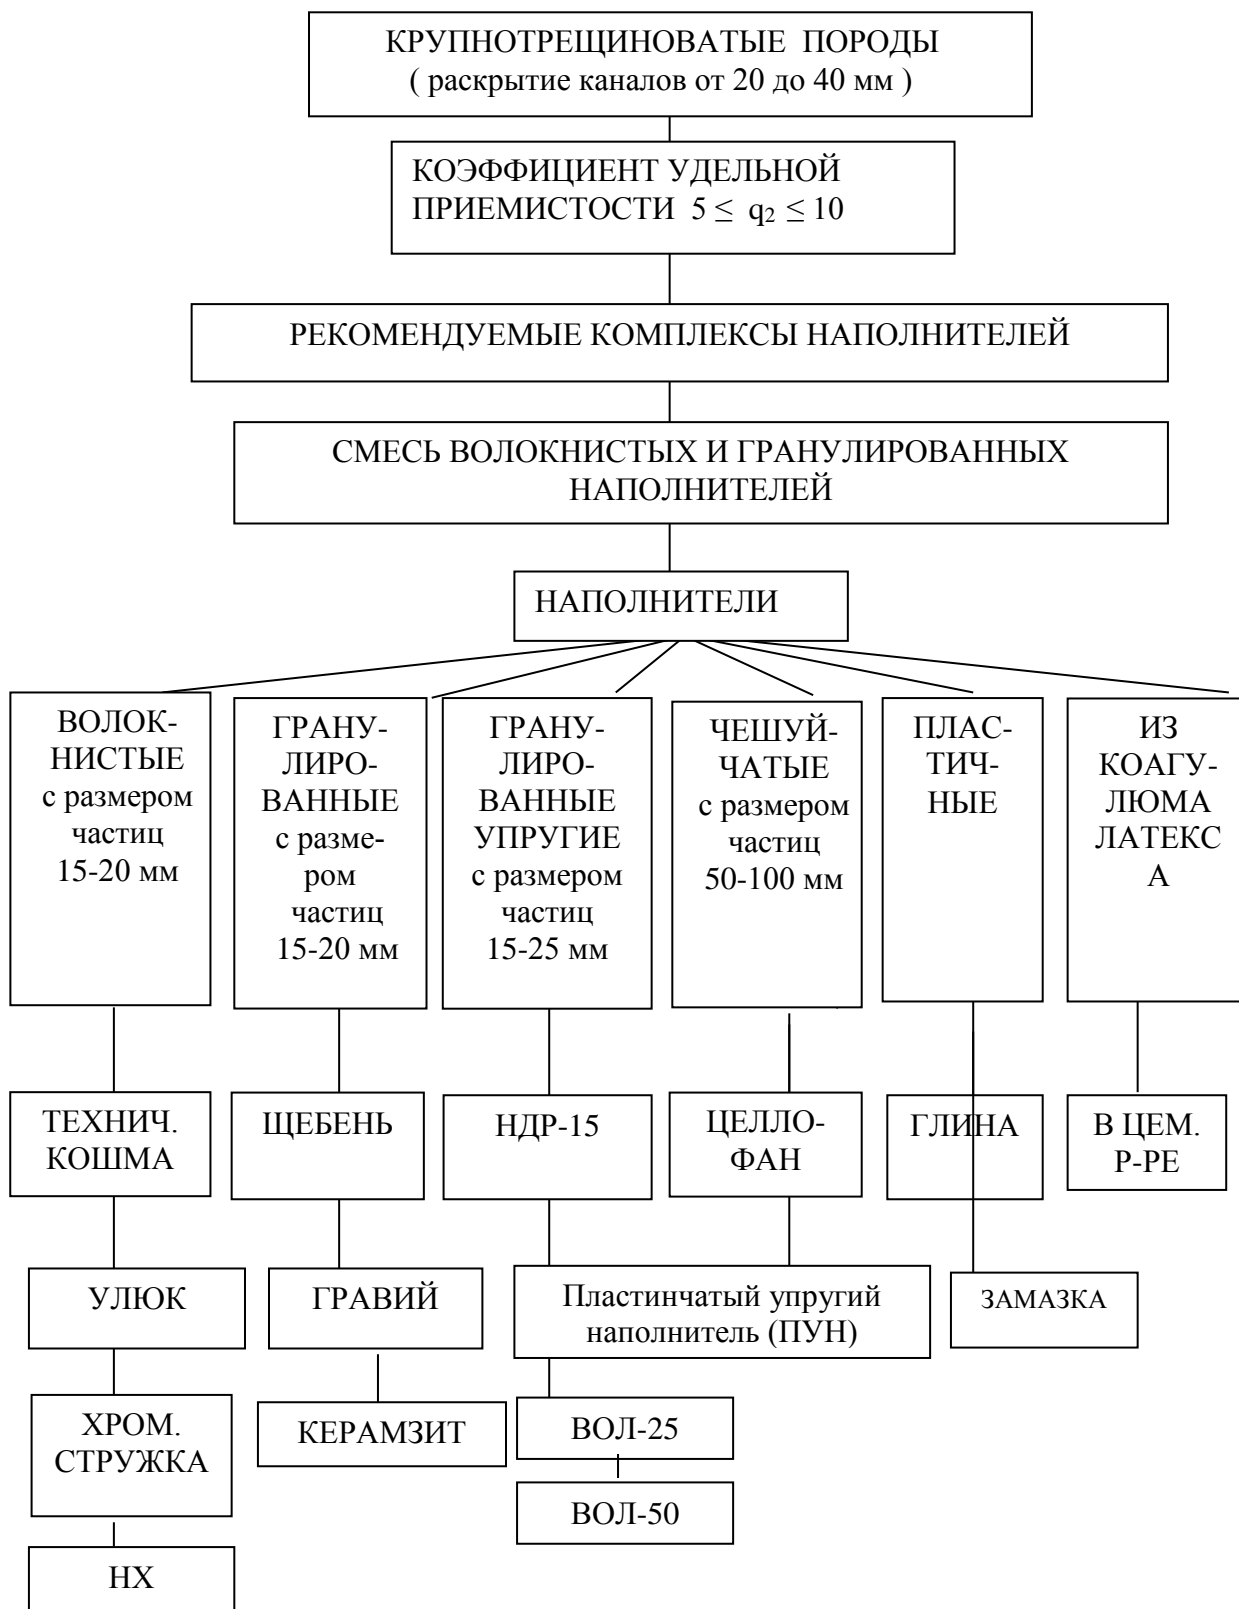 КРУПНОТРЕЩИНОВАТЫЕ ПОРОДЫ
( раскрытие каналов от 20 до 40 мм )
КОЭФФИЦИЕНТ УДЕЛЬНОЙ
ПРИЕМИСТОСТИ 5 ≤ q₂ ≤ 10
РЕКОМЕНДУЕМЫЕ КОМПЛЕКСЫ НАПОЛНИТЕЛЕЙ
СМЕСЬ ВОЛОКНИСТЫХ И ГРАНУЛИРОВАННЫХ
НАПОЛНИТЕЛЕЙ
НАПОЛНИТЕЛИ
ВОЛОК-
НИСТЫЕ
с размером
частиц
15-20 мм
ГРАНУ-
ЛИРО-
ВАННЫЕ
с разме-
ром
частиц
15-20 мм
ГРАНУ-
ЛИРО-
ВАННЫЕ
УПРУГИЕ
с размером
частиц
15-25 мм
ЧЕШУЙ-
ЧАТЫЕ
с размером
частиц
50-100 мм
ПЛАС-
ТИЧ-
НЫЕ
ИЗ
КОАГУ-
ЛЮМА
ЛАТЕКС
А
ТЕХНИЧ.
КОШМА
ЩЕБЕНЬ
НДР-15
ЦЕЛЛО-
ФАН
ГЛИНА
В ЦЕМ.
Р-РЕ
УЛЮК
ГРАВИЙ
Пластинчатый упругий
наполнитель (ПУН)
ЗАМАЗКА
ХРОМ.
СТРУЖКА
КЕРАМЗИТ
ВОЛ-25
ВОЛ-50
НХ